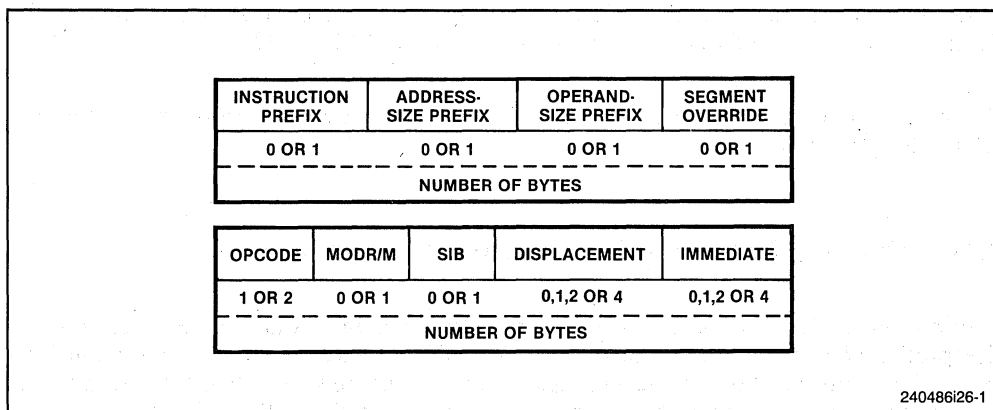 INSTRUCTION PREFIX ADDRESS- SIZE PREFIX OPERAND- SIZE PREFIX SEGMENT OVERRIDE
0 OR 1 0 OR 1 0 OR 1 0 OR 1
NUMBER OF BYTES
OPCODE MODR/M SIB DISPLACEMENT IMMEDIATE
1 OR 2 0 OR 1 0 OR 1 0,1,2 OR 4 0,1,2 OR 4
NUMBER OF BYTES
240486i26-1